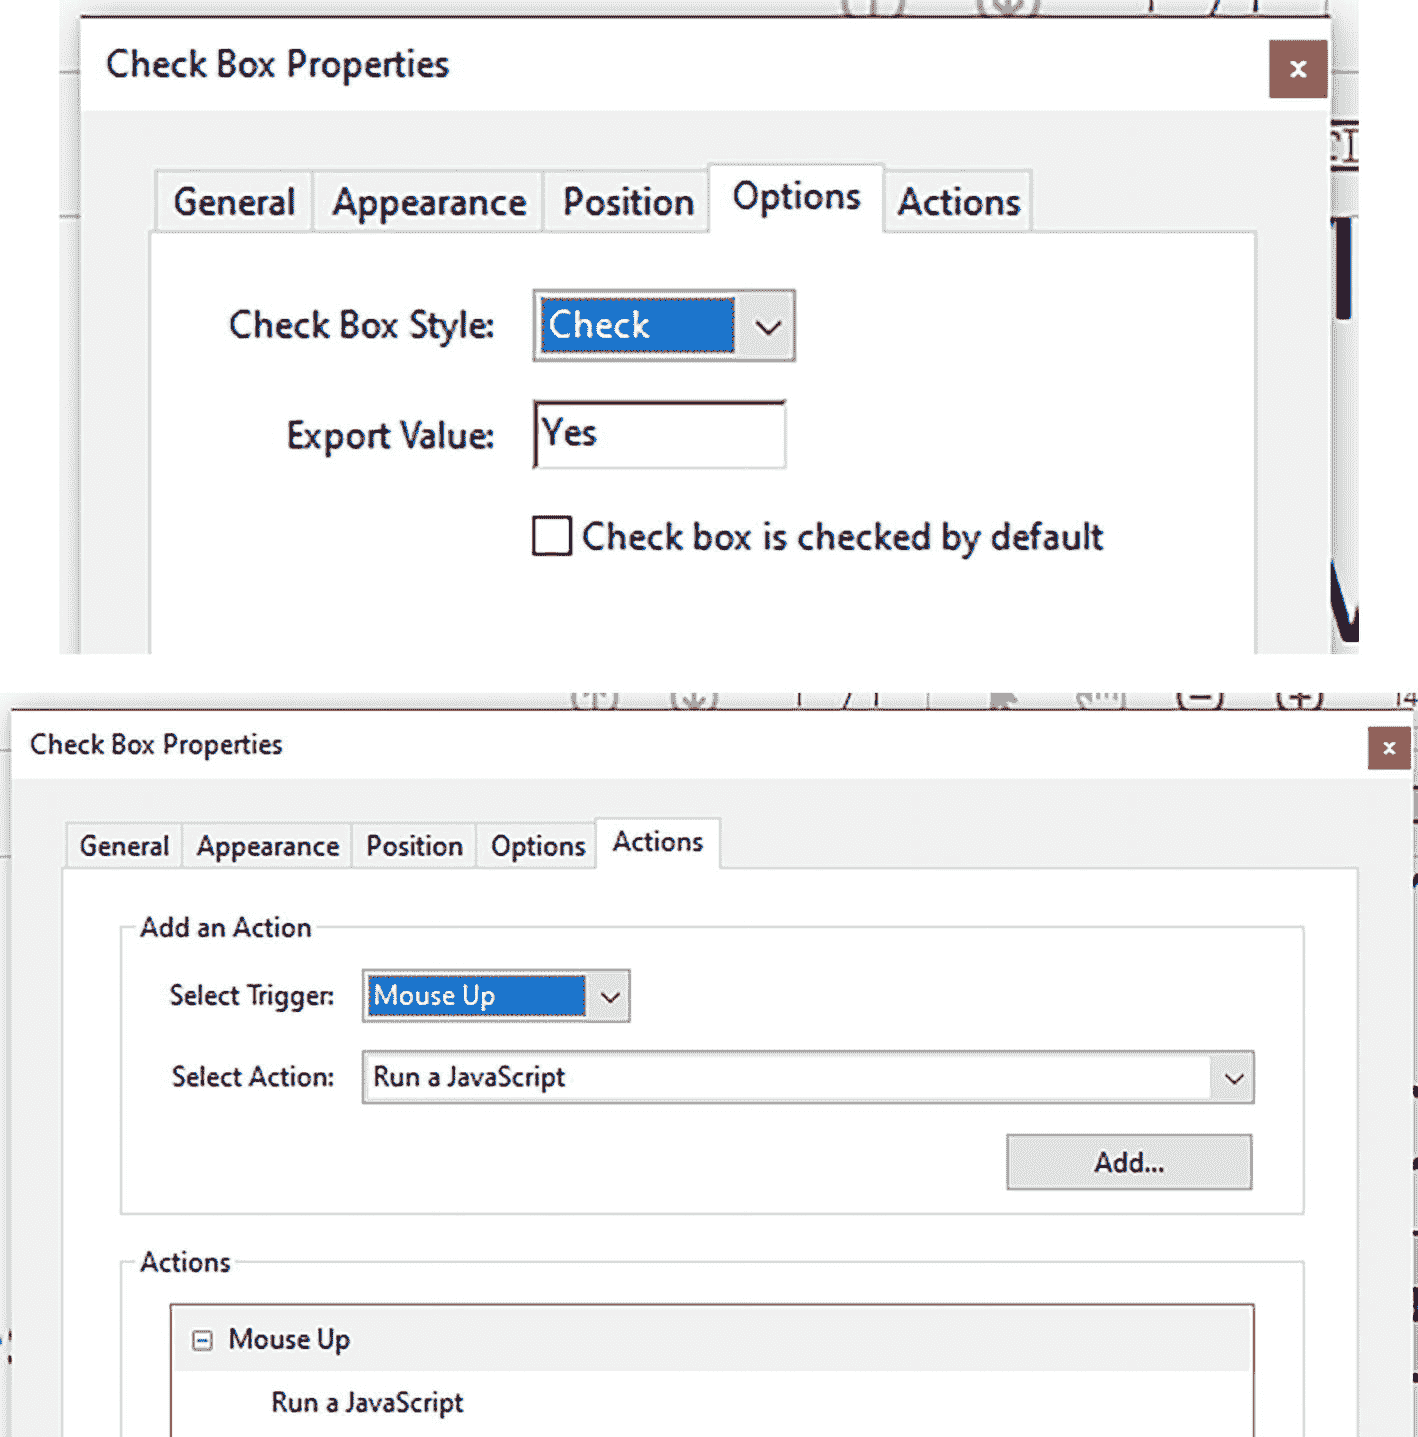 Check Box Properties
x
General Appearance Position Options Actions
Check Box Style: Check
Export Value: Yes
Check box is checked by default
Check Box Properties
x
General Appearance Position Options Actions
Add an Action
Select Trigger: Mouse Up
Select Action: Run a JavaScript
Add...
Actions
Mouse Up
Run a JavaScript